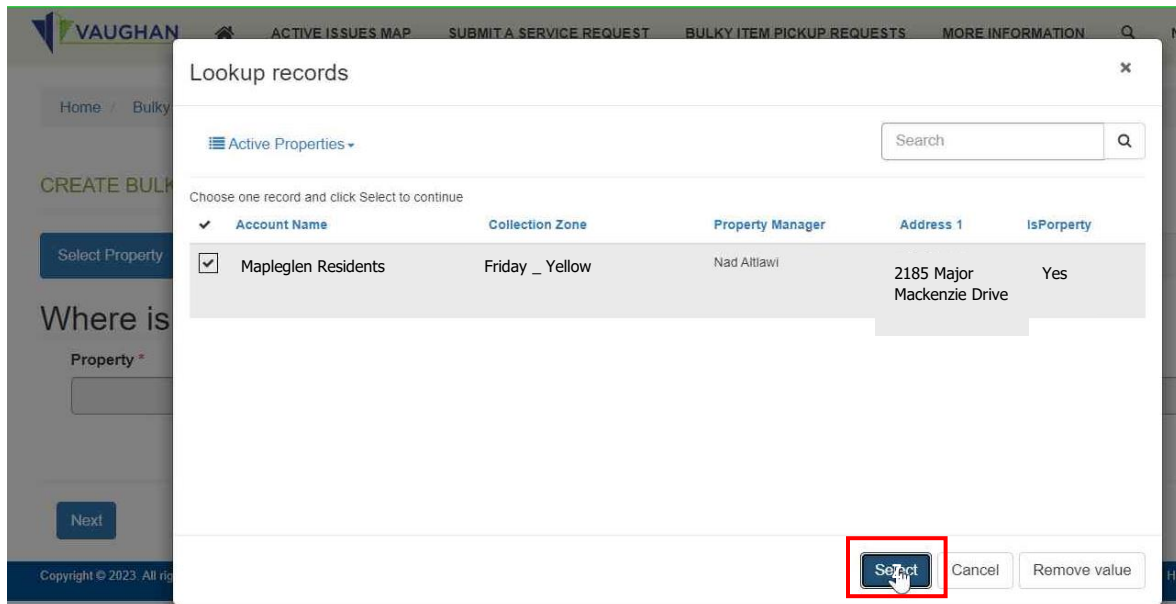 VAUGHAN ACTIVE ISSUES MAP SUBMIT A SERVICE REQUEST BULKY ITEM PICKUP REQUESTS MORE INFORMATION
Lookup records ×
Home / Bulky
Active Properties
Search
CREATE BULK
Choose one record and click Select to continue
Account Name Collection Zone Property Manager Address 1 IsPorperty
Select Property
Mapleglen Residents Friday _ Yellow Nad Altlawi 2185 Major Yes
Mackenzie Drive
Where is
Property *
Next
Select Cancel Remove value
Copyright © 2023. All rig